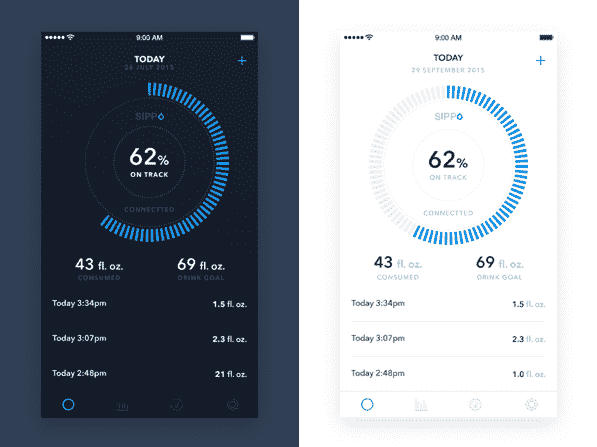 9:00 AM
TODAY
26 JULY 2015
+
SIPPO
62%
ON TRACK
CONNECTTED
43 fl. oz.
CONSUMED
69 fl. oz.
DRINK GOAL
Today 3:34pm
1.5 fl. oz.
Today 3:07pm
2.3 fl. oz.
Today 2:48pm
21 fl. oz.
9:00 AM
TODAY
29 SEPTEMBER 2015
+
SIPPO
62%
ON TRACK
CONNECTTED
43 fl. oz.
CONSUMED
69 fl. oz.
DRINK GOAL
Today 3:34pm
1.5 fl. oz.
Today 3:07pm
2.3 fl. oz.
Today 2:48pm
1.0 fl. oz.